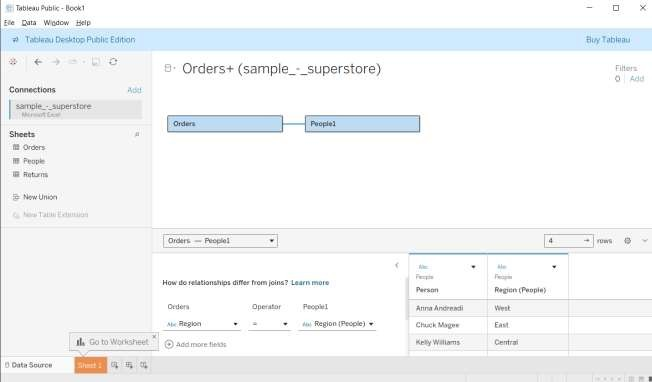 Tableau Public - Book1
File Data Window Help
Tableau Desktop Public Edition
Buy Tableau
Connections
Add
sample_-_superstore
Microsoft Excel
Sheets
Orders
People
Returns
New Union
New Table Extension
Orders+ (sample_-_superstore)
Filters
0 Add
Orders
People1
Orders — People1
4 → rows
How do relationships differ from joins? Learn more
Orders Operator People1
Abc Region = Abc Region (People)
Add more fields
Abc Abc
People People
Person Region (People)
Anna Andreadi West
Chuck Magee East
Kelly Williams Central
Go to Worksheet
Data Source
Sheet 1